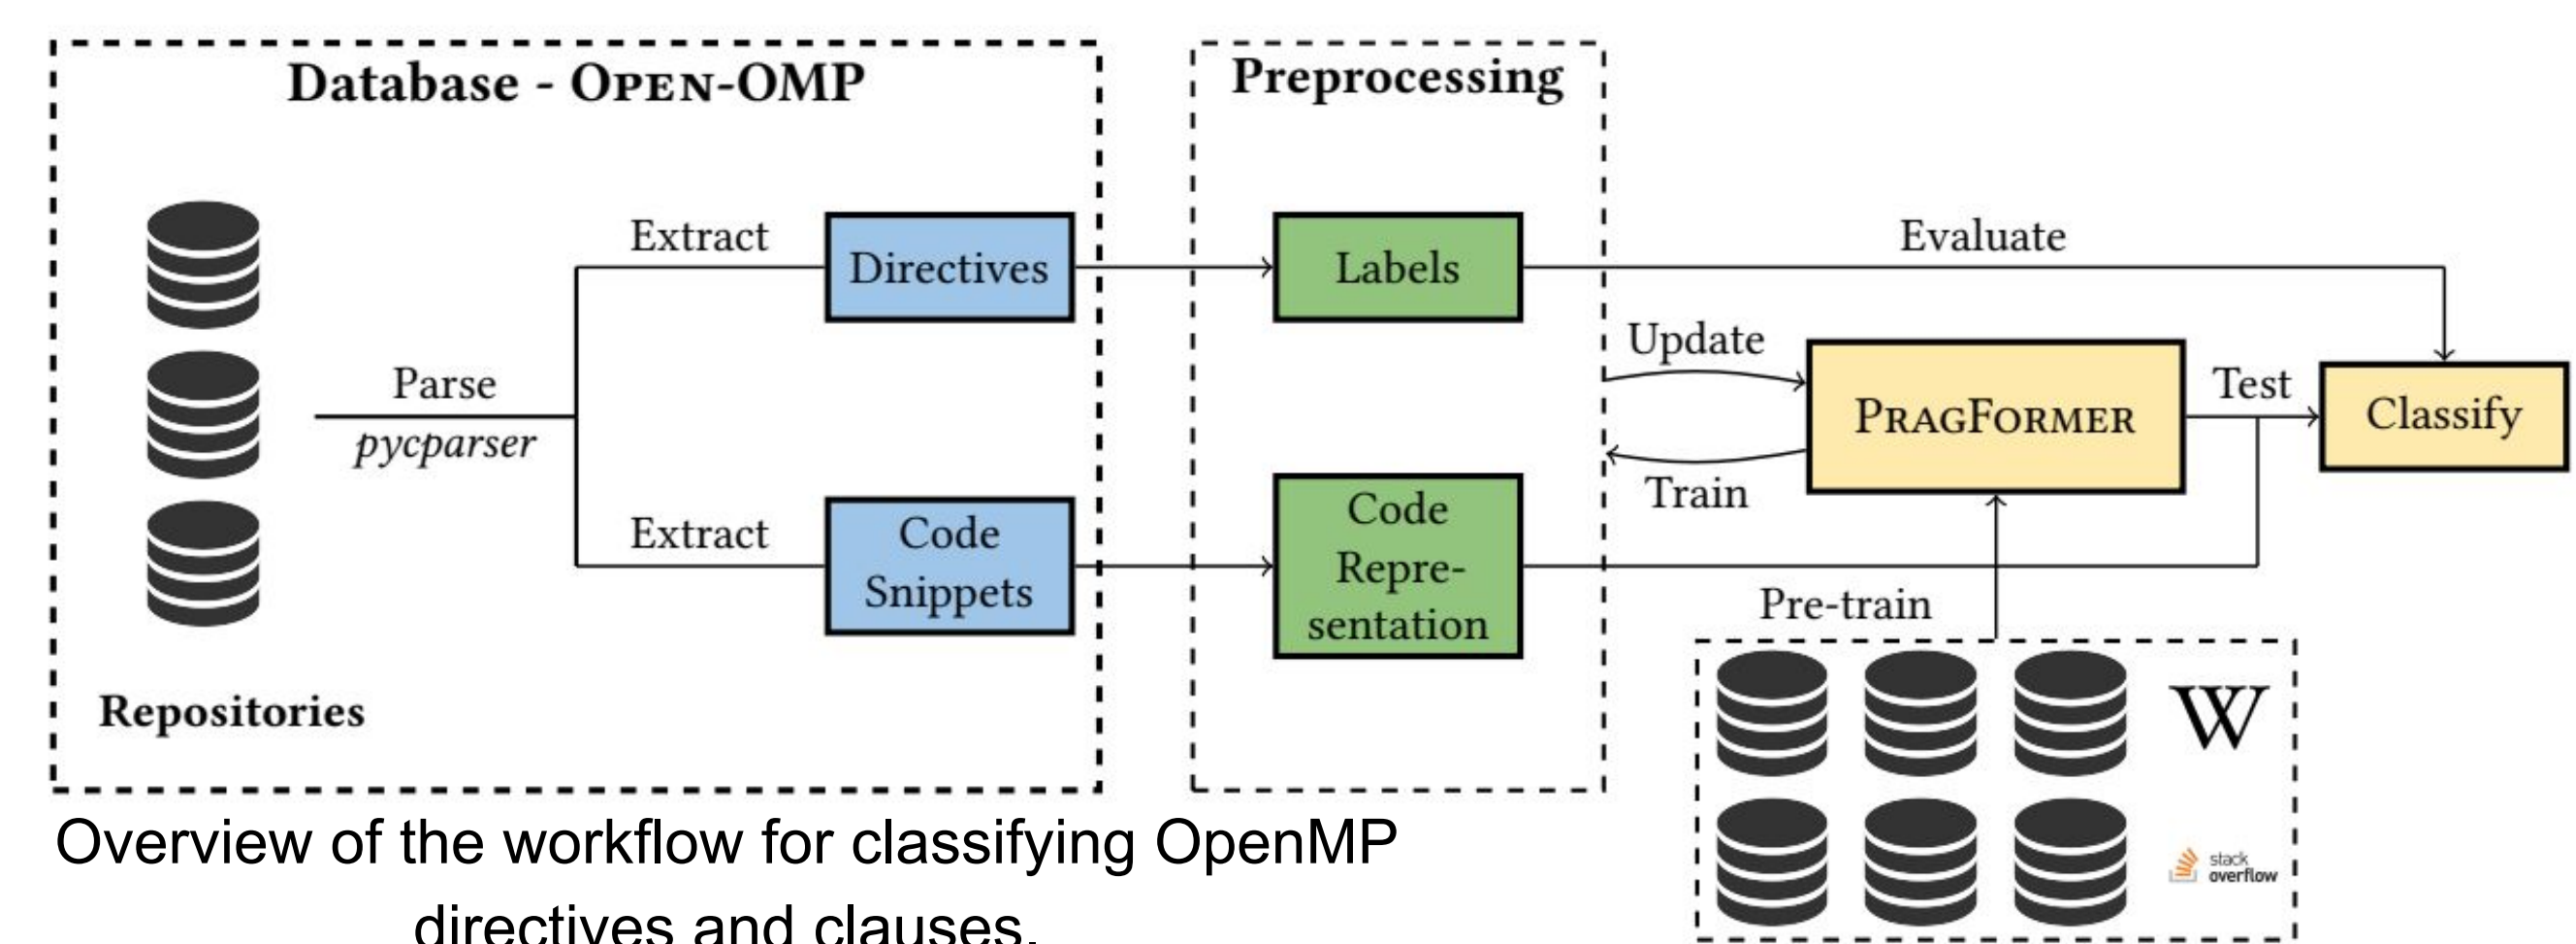 Database - OPEN-OMP
Preprocessing
Extract
Directives
Labels
Evaluate
Parse
pycparser
Update
PRAGFORMER
Test
Classify
Train
Extract
Code
Snippets
Code
Repre-
sentation
Pre-train
Repositories
W
stack
overflow
Overview of the workflow for classifying OpenMP
directives and clauses.